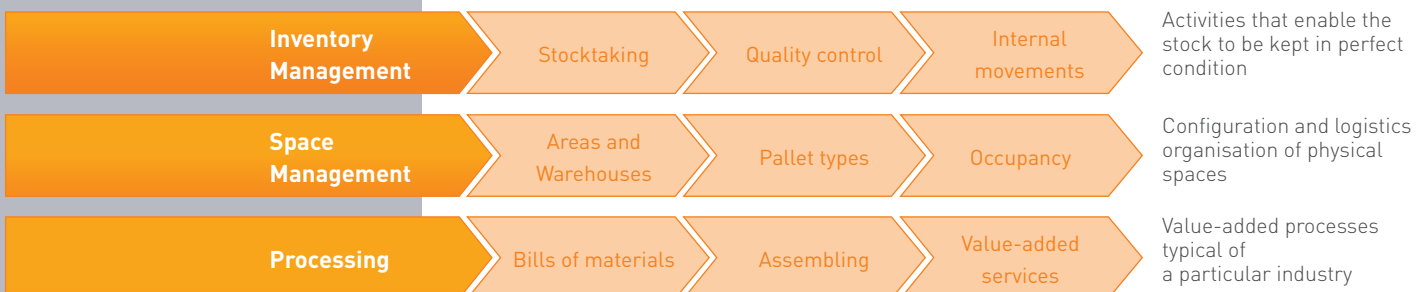 Inventory
Management
Stocktaking
Quality control
Internal
movements
Activities that enable the
stock to be kept in perfect
condition
Space
Management
Areas and
Warehouses
Pallet types
Occupancy
Configuration and logistics
organisation of physical
spaces
Processing
Bills of materials
Assembling
Value-added
services
Value-added processes
typical of
a particular industry